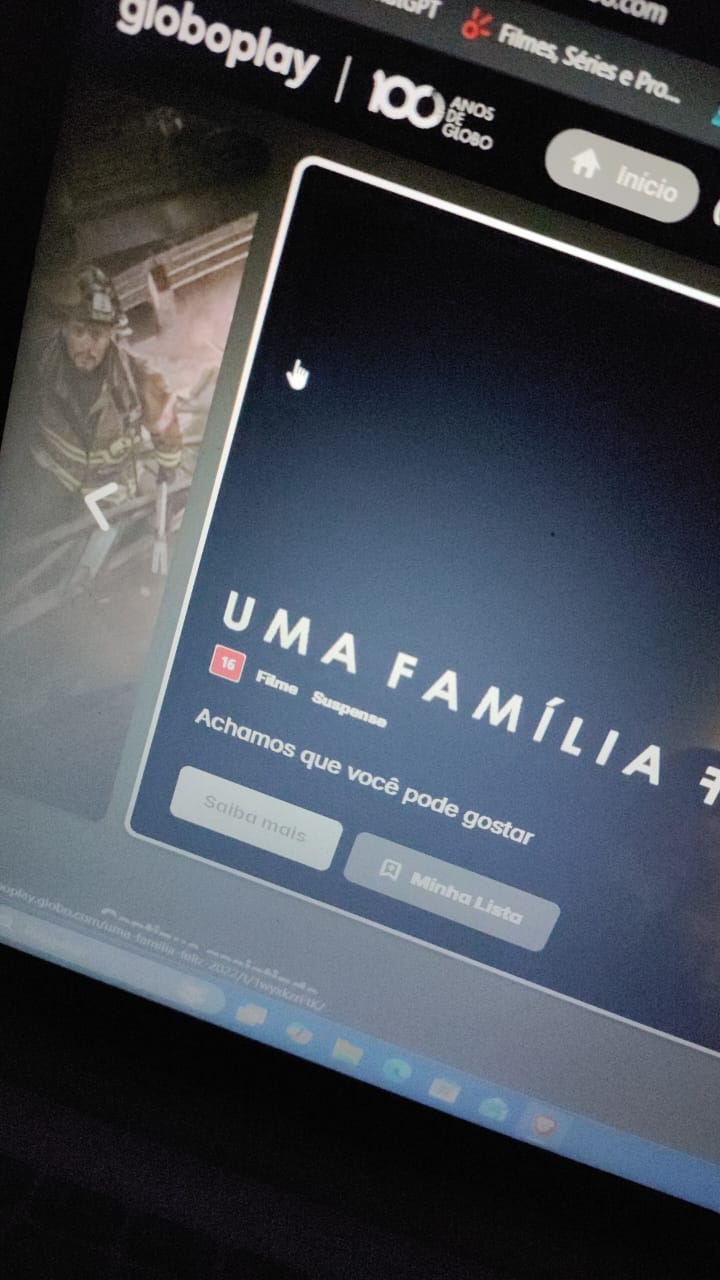 Filmes, Séries e Pro...
globoplay | 100 ANOS DE GLOBO
Início
UMA FAMÍLIA
16 Filme Suspense
Achamos que você pode gostar
Saiba mais
Minha Lista